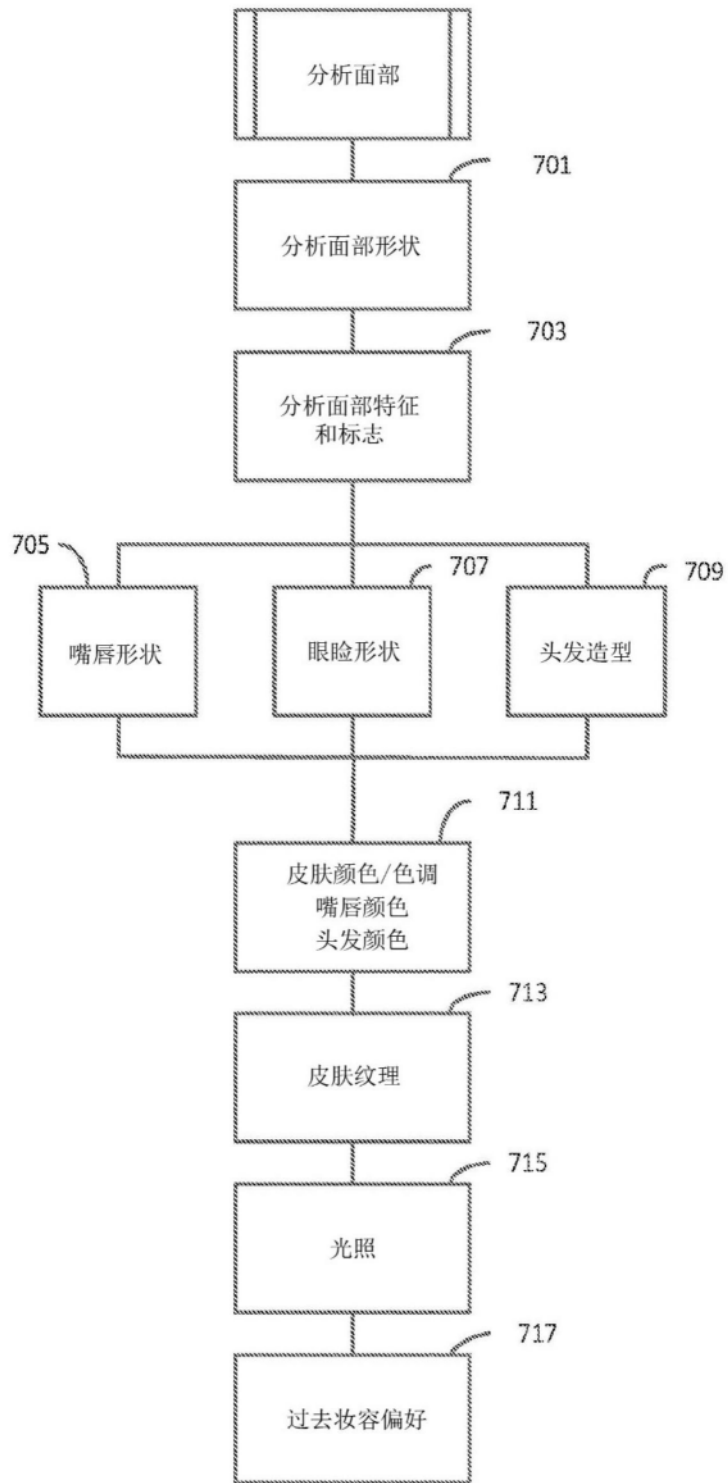 分析面部
701
分析面部形状
703
分析面部特征
和标志
705
707
709
嘴唇形状
眼睑形状
头发造型
711
皮肤颜色/色调
嘴唇颜色
头发颜色
713
皮肤纹理
715
光照
717
过去妆容偏好